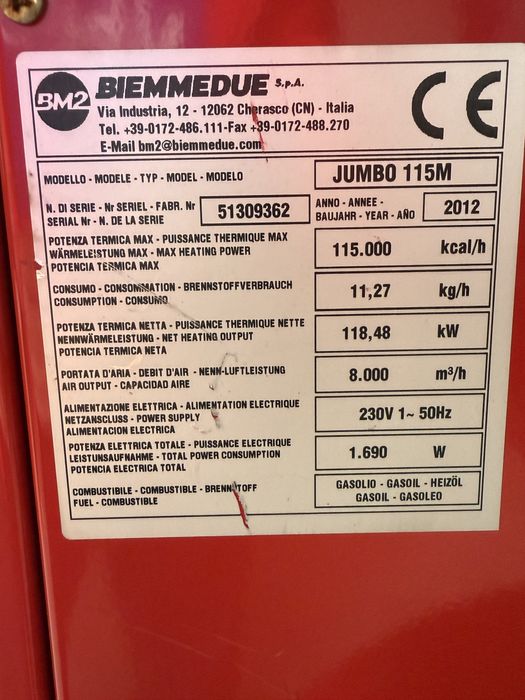 BM2 BIEMMEDUE S.p.A.
Via Industria, 12 - 12062 Cherasco (CN) - Italia
Tel. +39-0172-486.111-Fax +39-0172-488.270
E-Mail bm2@biemmedue.com
CE
MODELLO - MODELE - TYP - MODEL - MODELO
JUMBO 115M
N. DI SERIE - Nr SERIEL - FABR. Nr
SERIAL Nr - N. DE LA SERIE
51309362
ANNO - ANNEE -
BAUJAHR - YEAR - AÑO
2012
POTENZA TERMICA MAX - PUISSANCE THERMIQUE MAX
WÄRMELEISTUNG MAX - MAX HEATING POWER
POTENCIA TERMICA MAX
115.000 kcal/h
CONSUMO - CONSOMMATION - BRENNSTOFFVERBRAUCH
CONSUMPTION - CONSUMO
11,27 kg/h
POTENZA TERMICA NETTA - PUISSANCE THERMIQUE NETTE
NENNWÄRMELEISTUNG - NET HEATING OUTPUT
POTENCIA TERMICA NETA
118,48 kW
PORTATA D'ARIA - DEBIT D'AIR - NENN-LUFTLEISTUNG
AIR OUTPUT - CAPACIDAD AIRE
8.000 m³/h
ALIMENTAZIONE ELETTRICA - ALIMENTATION ELECTRIQUE
NETZANSCLUSS - POWER SUPPLY
ALIMENTACION ELECTRICA
230V 1~ 50Hz
POTENZA ELETTRICA TOTALE - PUISSANCE ELECTRIQUE
LEISTUNSAUFNAHME - TOTAL POWER CONSUMPTION
POTENCIA ELECTRICA TOTAL
1.690 W
COMBUSTIBILE - COMBUSTIBLE - BRENNSTOFF
FUEL - COMBUSTIBLE
GASOLIO - GASOIL - HEIZÖL
GASOIL - GASOLEO